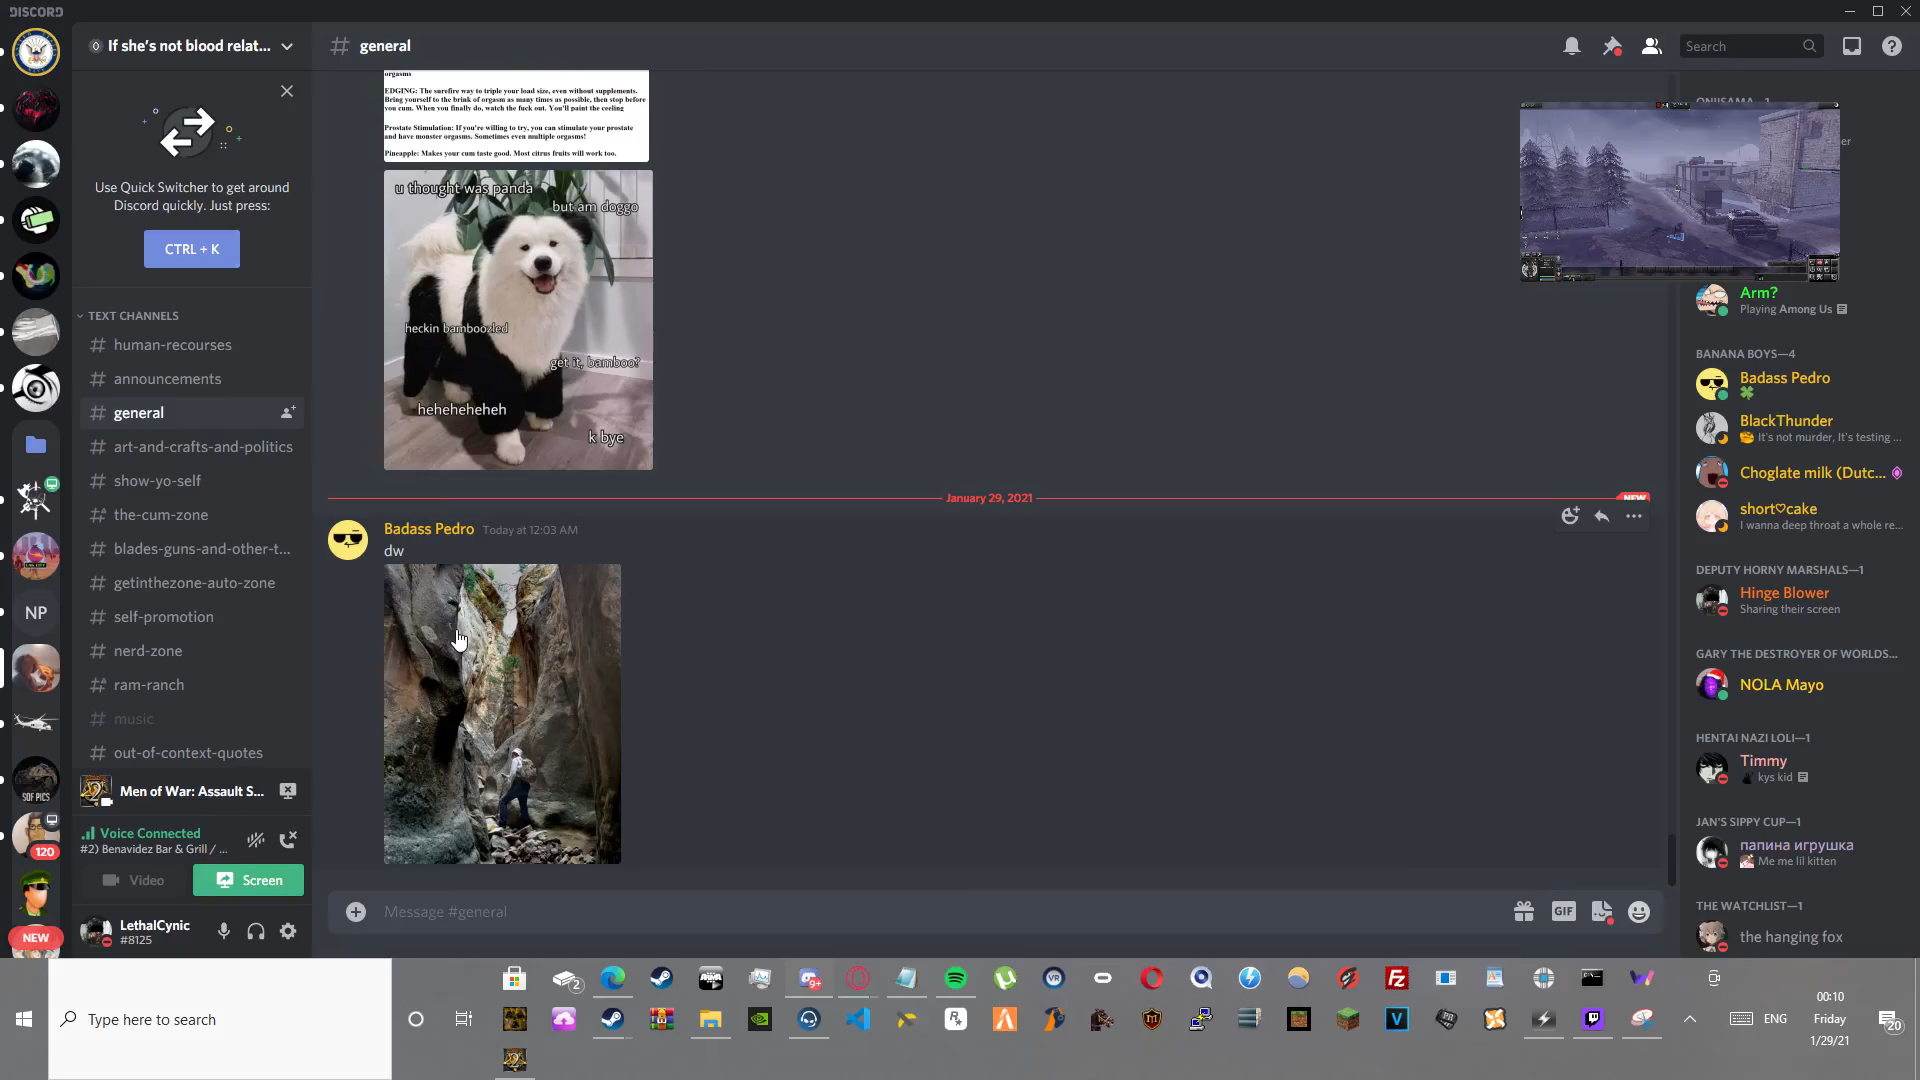 DISCORD
If she's not blood relat...
general
Search
Use Quick Switcher to get around
Discord quickly. Just press:
CTRL + K
TEXT CHANNELS
human-recourses
announcements
general
art-and-crafts-and-politics
show-yo-self
the-cum-zone
blades-guns-and-other-t...
getinthezone-auto-zone
self-promotion
nerd-zone
ram-ranch
music
out-of-context-quotes
Men of War: Assault S...
Voice Connected
#2) Benavidez Bar & Grill / ...
Video
Screen
LethalCynic
#8125
NP
SOF PICS
120
NEW
orgasms
EDGING: The surefire way to triple your load size, even without supplements.
Bring yourself to the brink of orgasm as many times as possible, then stop before
you cum. When you finally do, watch the fuck out. You'll paint the ceeling
Prostate Stimulation: If you're willing to try, you can stimulate your prostate
and have monster orgasms. Sometimes even multiple orgasms!
Pineapple: Makes your cum taste good. Most citrus fruits will work too.
u thought was panda
but am doggo
heckin bamboozled
get it, bamboo?
heheheheheh
k bye
January 29, 2021
NEW
Badass Pedro Today at 12:03 AM
dw
Message #general
GIF
ONIISAMA—1
er
Arm?
Playing Among Us
BANANA BOYS—4
Badass Pedro
BlackThunder
It's not murder, It's testing ...
Choglate milk (Dutc...
short♡cake
I wanna deep throat a whole re...
DEPUTY HORNY MARSHALS—1
Hinge Blower
Sharing their screen
GARY THE DESTROYER OF WORLDS...
NOLA Mayo
HENTAI NAZI LOLI—1
Timmy
kys kid
JAN'S SIPPY CUP—1
папина игрушка
Me me lil kitten
THE WATCHLIST—1
the hanging fox
Type here to search
2
9+
VR
FZ
ENG
00:10
Friday
1/29/21
20